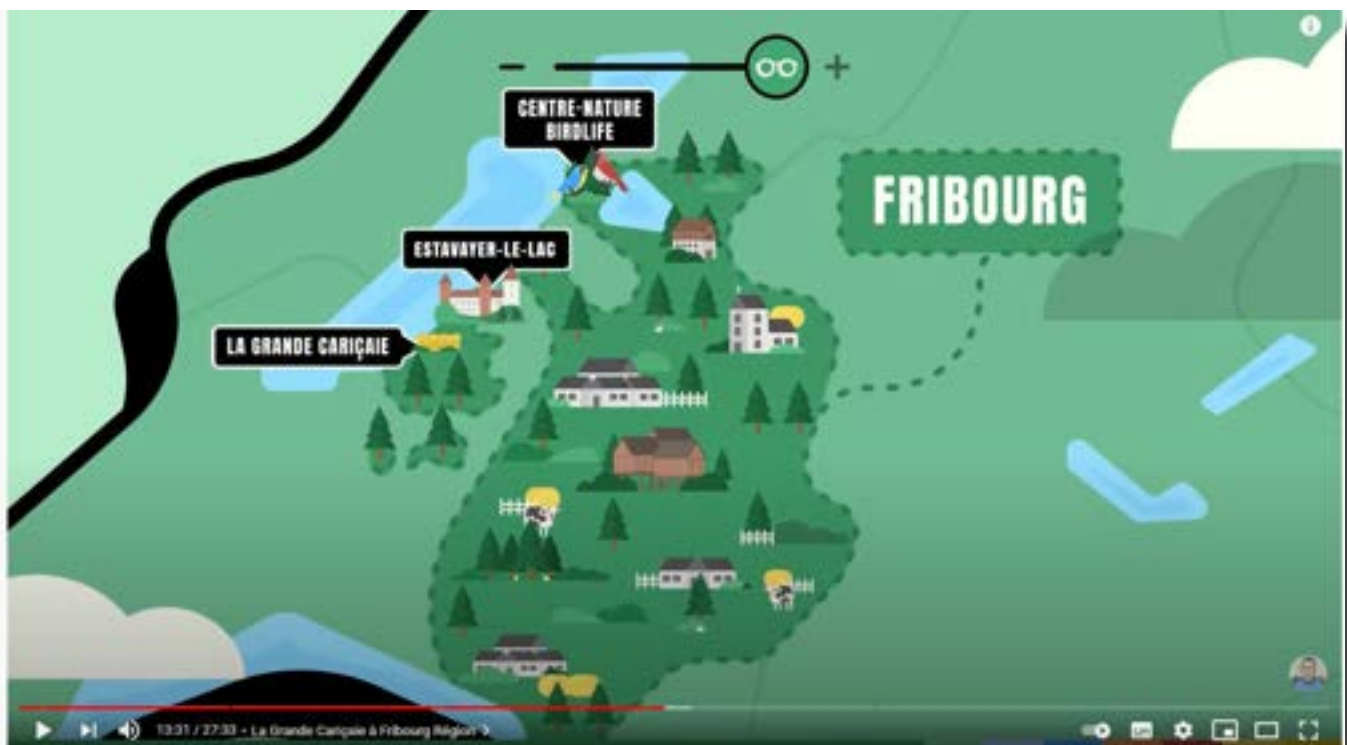 CENTRE-NATURE
BIRDLIFE
FRIBOURG
ESTAVAYER-LE-LAC
LA GRANDE CARIÇAIE
13:31 / 27:33 • La Grande Cariçaie à Fribourg Région